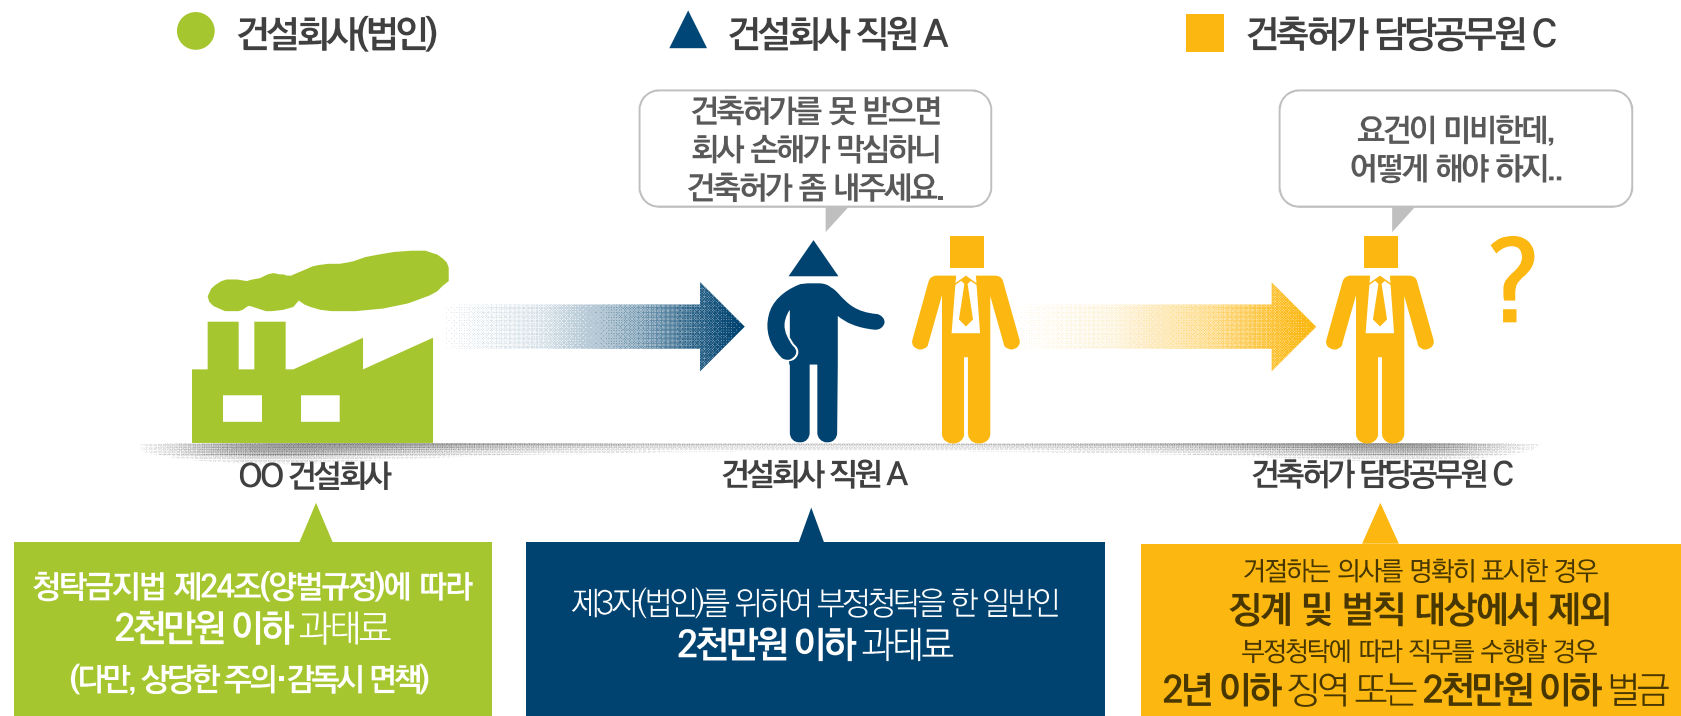 건설회사(법인)
건설회사 직원 A
건축허가 담당공무원 C
건축허가를 못 받으면
회사 손해가 막심하니
건축허가 좀 내주세요.
요건이 미비한데,
어떻게 해야 하지..
?
OO 건설회사
건설회사 직원 A
건축허가 담당공무원 C
청탁금지법 제24조(양벌규정)에 따라
2천만원 이하 과태료
(다만, 상당한 주의·감독시 면책)
제3자(법인)를 위하여 부정청탁을 한 일반인
2천만원 이하 과태료
거절하는 의사를 명확히 표시한 경우
징계 및 벌칙 대상에서 제외
부정청탁에 따라 직무를 수행할 경우
2년 이하 징역 또는 2천만원 이하 벌금